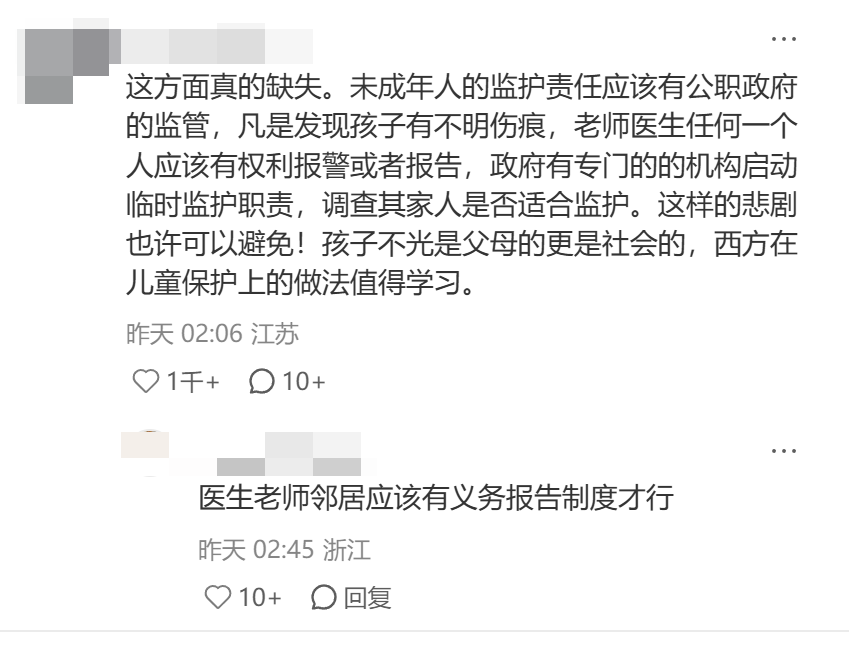 这方面真的缺失。未成年人的监护责任应该有公职政府
的监管，凡是发现孩子有不明伤痕，老师医生任何一个
人应该有权利报警或者报告，政府有专门的的机构启动
临时监护职责，调查其家人是否适合监护。这样的悲剧
也许可以避免！孩子不光是父母的更是社会的，西方在
儿童保护上的做法值得学习。
昨天 02:06 江苏
1千+ 10+
医生老师邻居应该有义务报告制度才行
昨天 02:45 浙江
10+ 回复